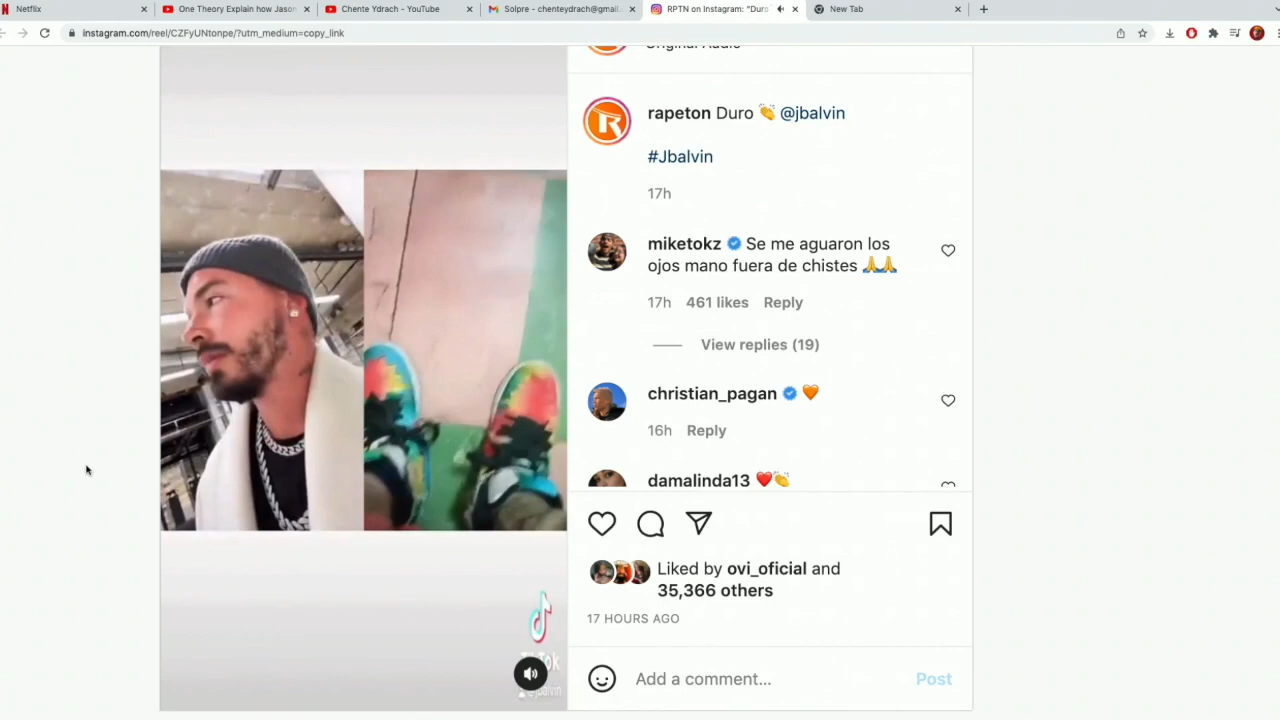 Netflix
One Theory Explain how Jason
Chente Ydrach - YouTube
Solpre - chenteydrach@gmail.
RPTN on Instagram: "Duro
New Tab
instagram.com/reel/CZFyUNtonpe/?utm_medium=copy_link
Original Audio
rapeton Duro 👏 @jbalvin
#Jbalvin
17h
miketokz Se me aguaron los
ojos mano fuera de chistes 🙏🙏
17h 461 likes Reply
View replies (19)
christian_pagan 🧡
16h Reply
damalinda13 ❤️👏
Liked by ovi_oficial and
35,366 others
17 HOURS AGO
TikTok
@jbalvin
Add a comment... Post